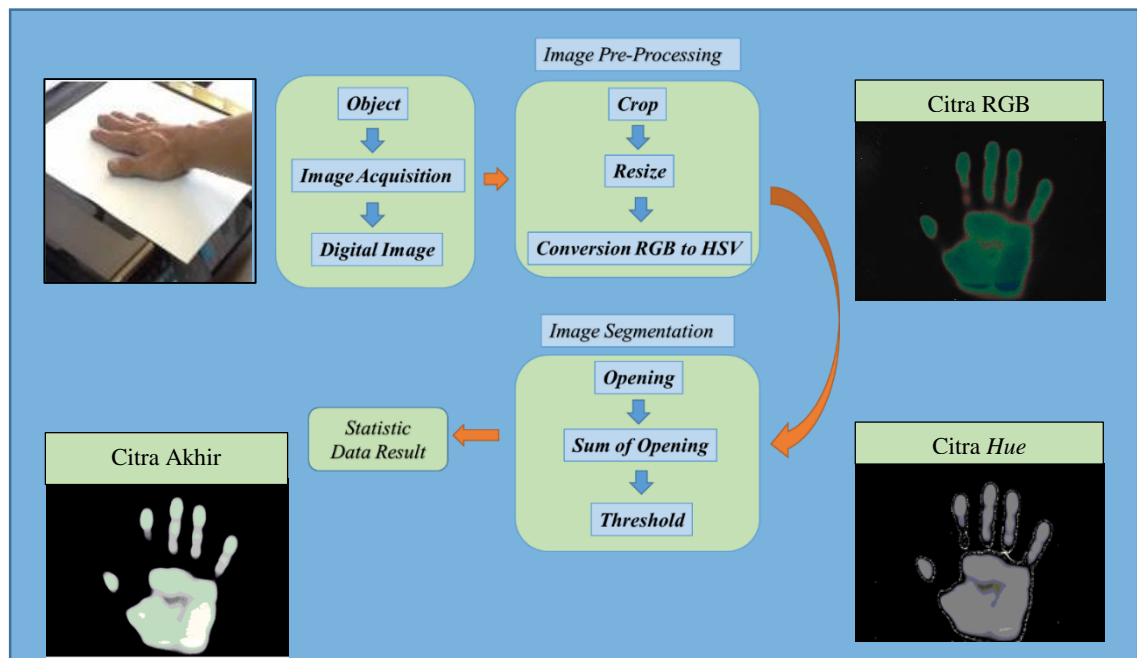 Object
Image Acquisition
Digital Image
Image Pre-Processing
Crop
Resize
Conversion RGB to HSV
Citra RGB
Image Segmentation
Opening
Sum of Opening
Threshold
Statistic
Data Result
Citra Akhir
Citra Hue